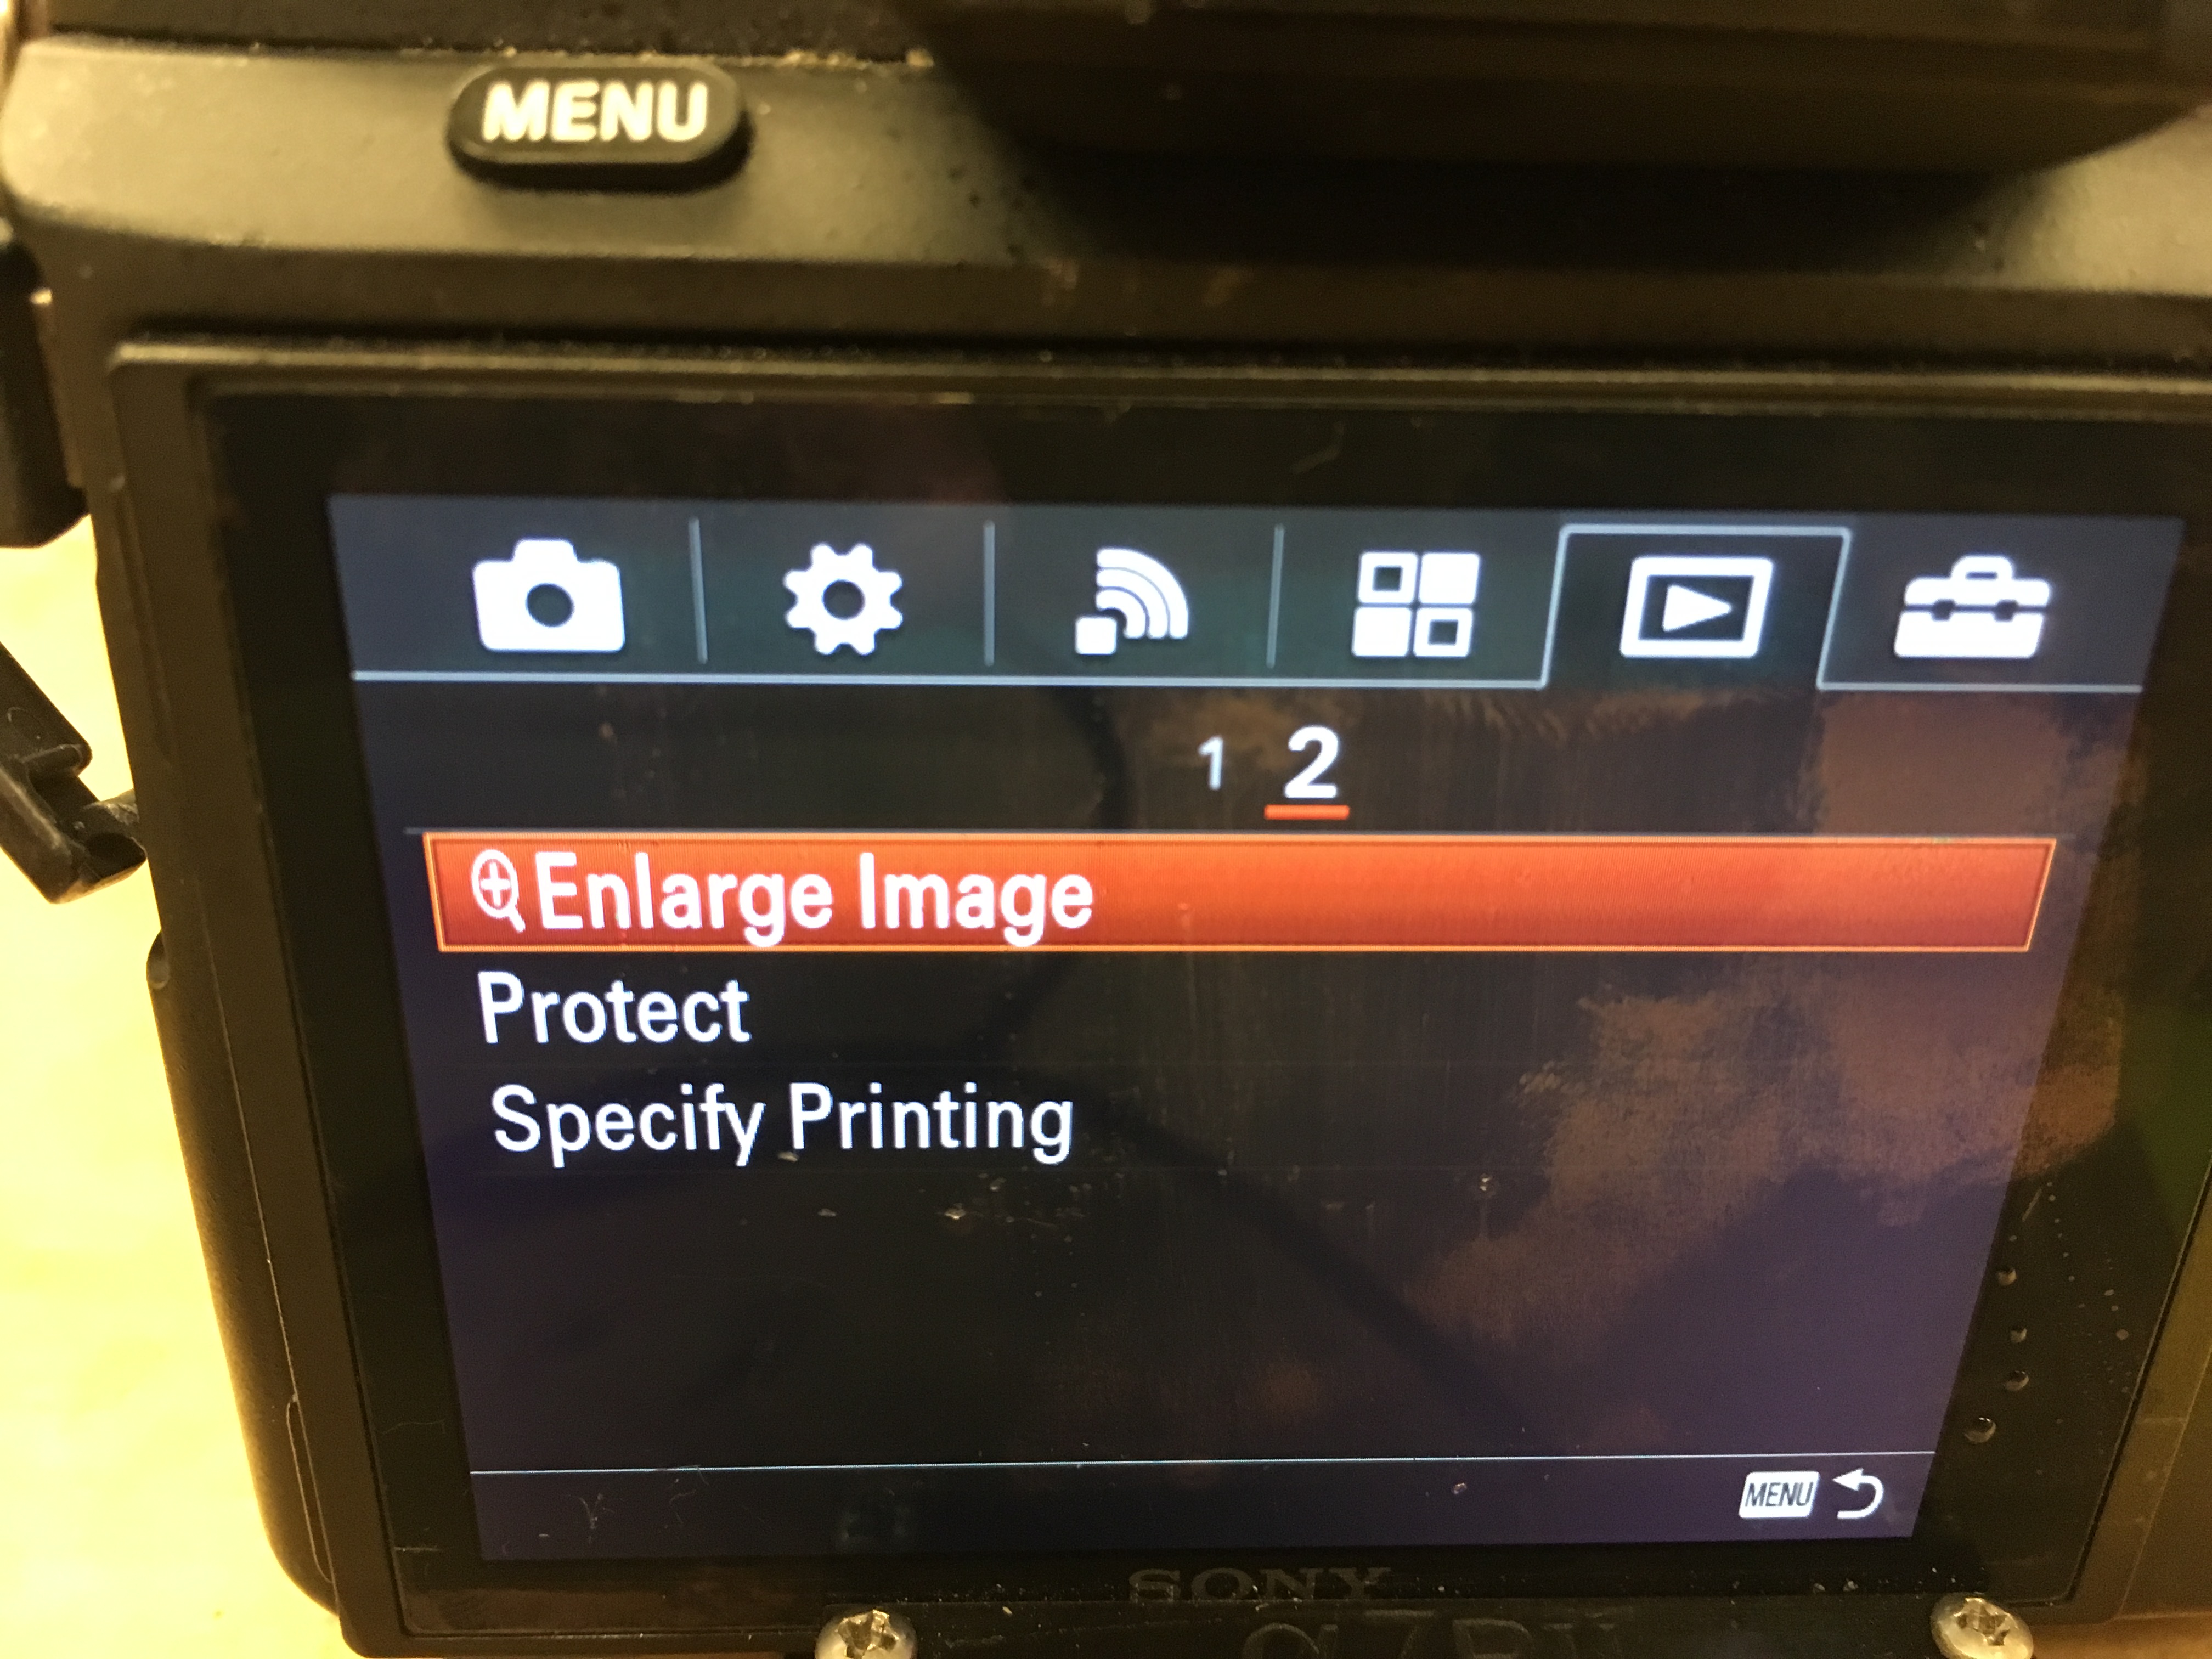 MENU
1 2
Enlarge Image
Protect
Specify Printing
MENU
SONY